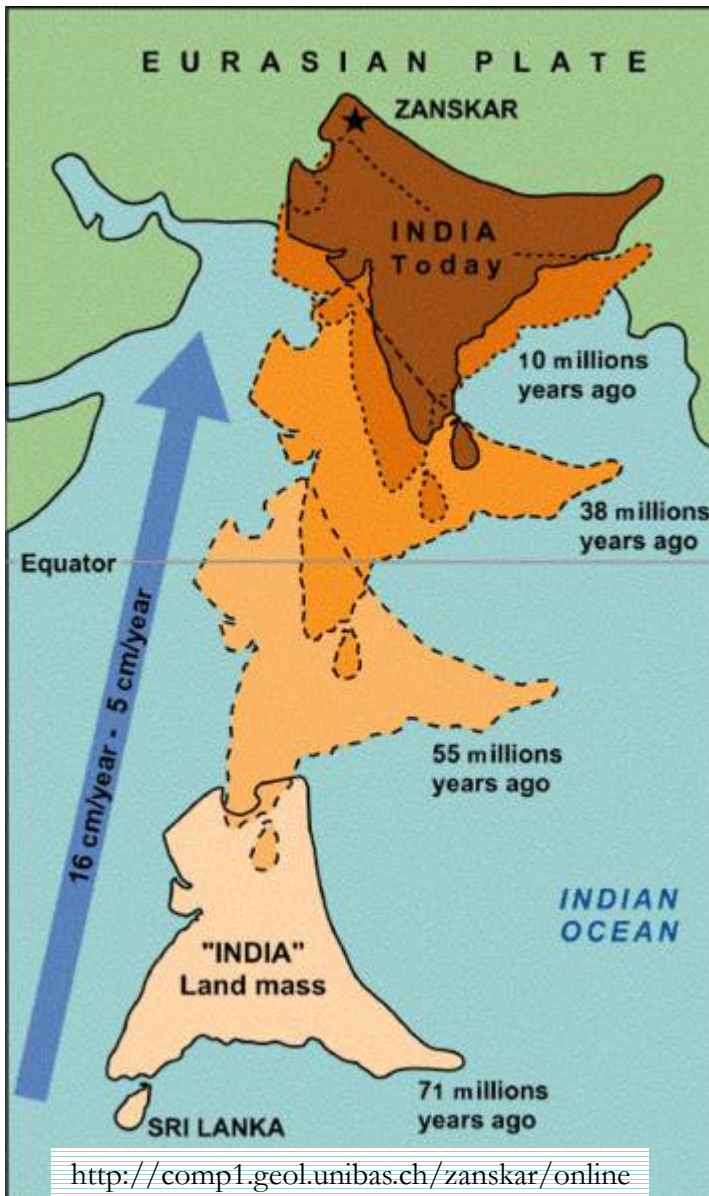 EURASIAN PLATE
ZANSKAR
INDIA
Today
10 millions
years ago
38 millions
years ago
Equator
16 cm/year - 5 cm/year
55 millions
years ago
INDIAN
OCEAN
"INDIA"
Land mass
71 millions
years ago
SRI LANKA
http://comp1.geol.unibas.ch/zanskar/online